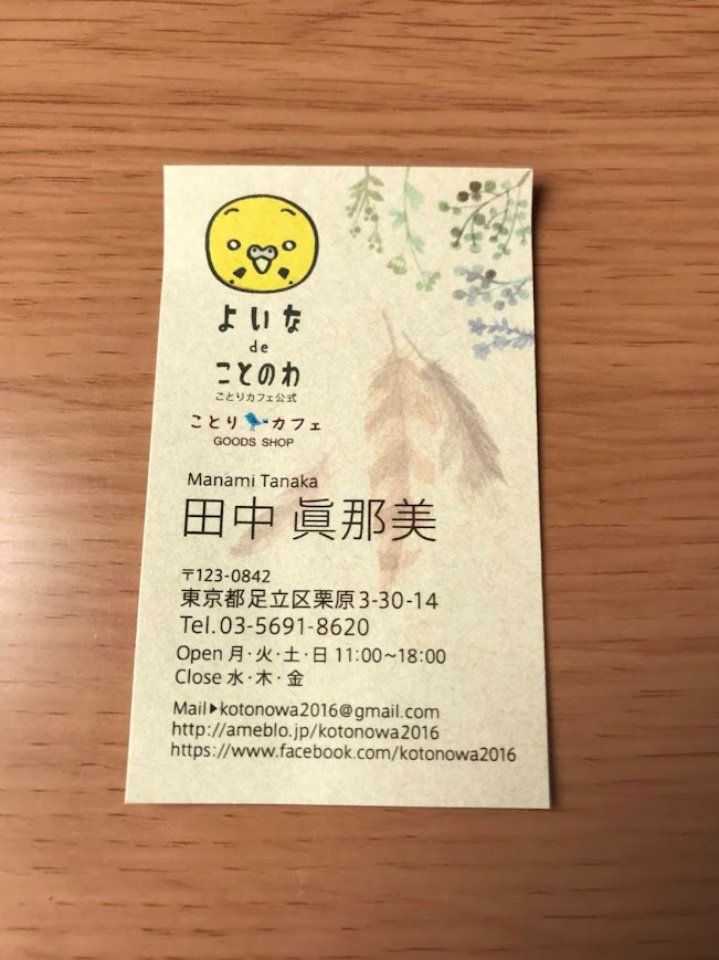 よいな
de
ことのわ
ことりカフェ公式
ことり カフェ
GOODS SHOP
Manami Tanaka
田中 眞那美
〒123-0842
東京都足立区栗原3-30-14
Tel.03-5691-8620
Open 月・火・土・日 11:00~18:00
Close 水・木・金
Mail▶kotonowa2016@gmail.com
http://ameblo.jp/kotonowa2016
https://www.facebook.com/kotonowa2016